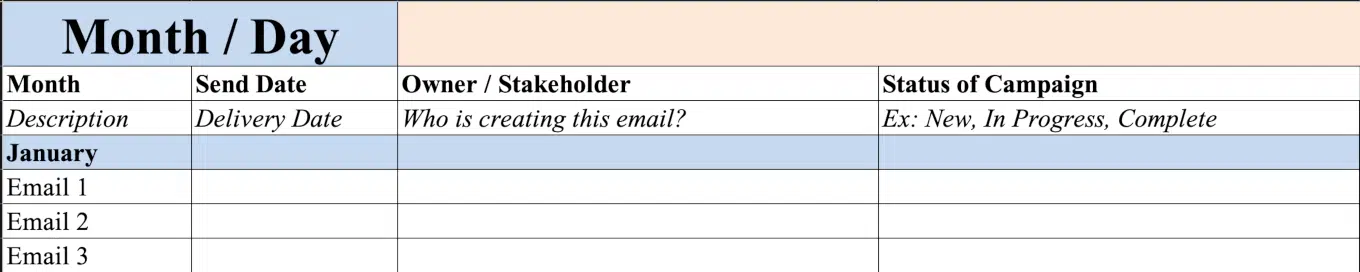 Month / Day
Month Send Date Owner / Stakeholder Status of Campaign
Description Delivery Date Who is creating this email? Ex: New, In Progress, Complete
January
Email 1
Email 2
Email 3